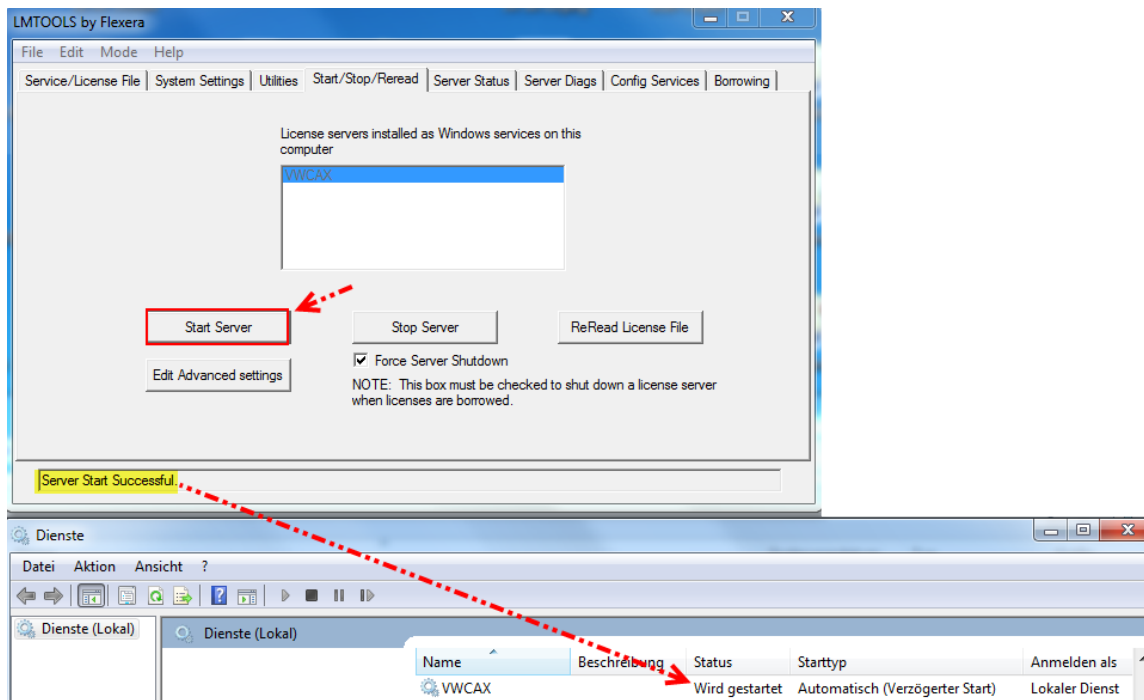 LMTOOLS by Flexera
File Edit Mode Help
Service/License File System Settings Utilities Start/Stop/Reread Server Status Server Diags Config Services Borrowing
License servers installed as Windows services on this
computer
VWCAX
Start Server Stop Server ReRead License File
Force Server Shutdown
Edit Advanced settings
NOTE: This box must be checked to shut down a license server
when licenses are borrowed.
Server Start Successful.
Dienste
Datei Aktion Ansicht ?
Dienste (Lokal) Dienste (Lokal)
Name Beschreibung Status Starttyp Anmelden als
VWCAX Wird gestartet Automatisch (Verzögerter Start) Lokaler Dienst